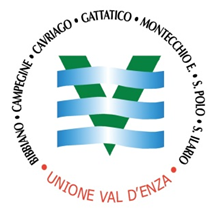 BIBBIANO • CAMPEGINE • CAVRIAGO • GATTATICO • MONTECCHIO E. • S. POLO • S. ILARIO
• UNIONE VAL D'ENZA •